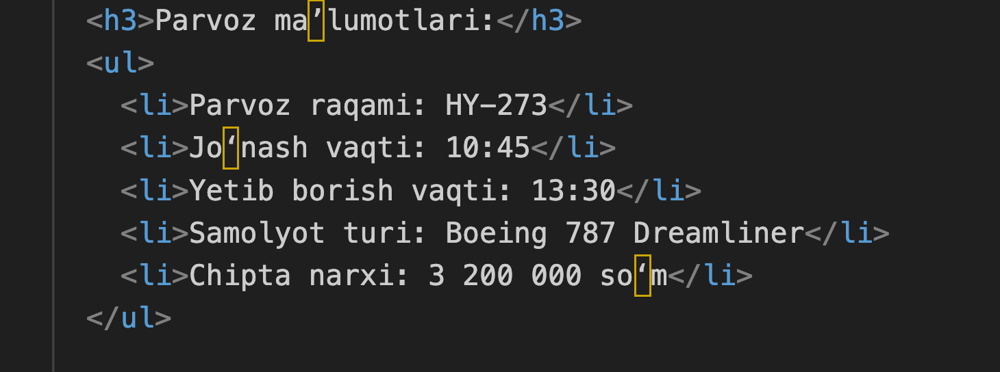 <h3>Parvoz ma’lumotlari:</h3>
<ul>
<li>Parvoz raqami: HY-273</li>
<li>Jo‘nash vaqti: 10:45</li>
<li>Yetib borish vaqti: 13:30</li>
<li>Samolyot turi: Boeing 787 Dreamliner</li>
<li>Chipta narxi: 3 200 000 so‘m</li>
</ul>